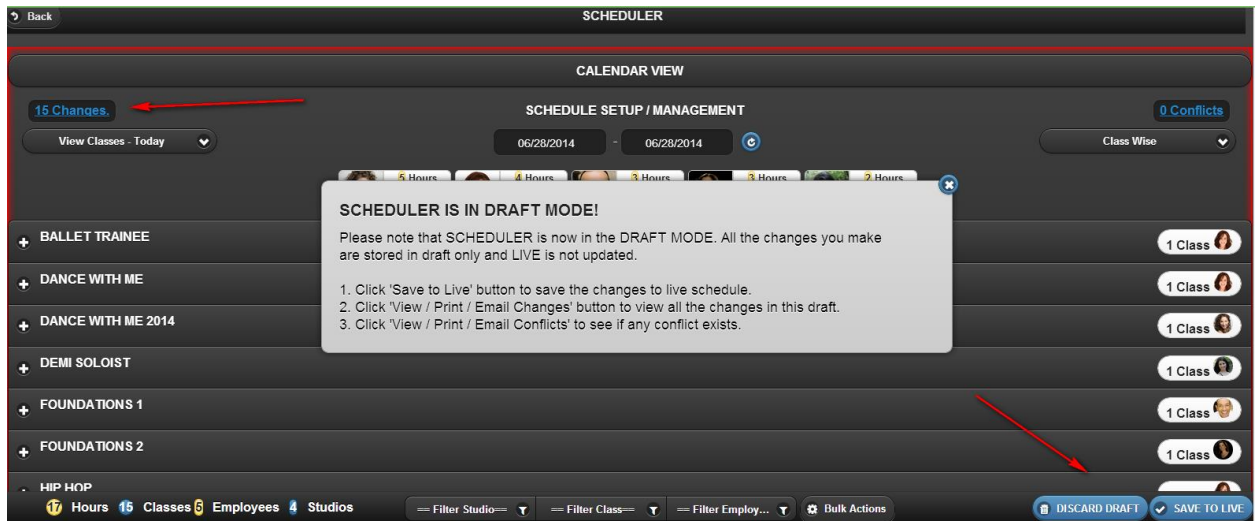 Back
SCHEDULER
CALENDAR VIEW
15 Changes.
SCHEDULE SETUP / MANAGEMENT
0 Conflicts
View Classes - Today
06/28/2014 - 06/28/2014
Class Wise
5 Hours 4 Hours 3 Hours 3 Hours 2 Hours
SCHEDULER IS IN DRAFT MODE!
Please note that SCHEDULER is now in the DRAFT MODE. All the changes you make
are stored in draft only and LIVE is not updated.
1. Click 'Save to Live' button to save the changes to live schedule.
2. Click 'View / Print / Email Changes' button to view all the changes in this draft.
3. Click 'View / Print / Email Conflicts' to see if any conflict exists.
BALLET TRAINEE
1 Class
DANCE WITH ME
1 Class
DANCE WITH ME 2014
1 Class
DEMI SOLOIST
1 Class
FOUNDATIONS 1
1 Class
FOUNDATIONS 2
1 Class
HIP HOP
17 Hours 15 Classes 5 Employees 4 Studios
== Filter Studio==
== Filter Class==
== Filter Employ...
Bulk Actions
DISCARD DRAFT
SAVE TO LIVE